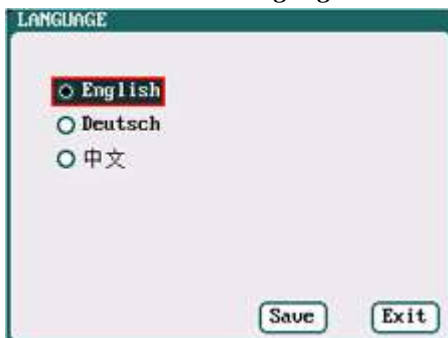 LANGUAGE
English
Deutsch
中文
Save Exit